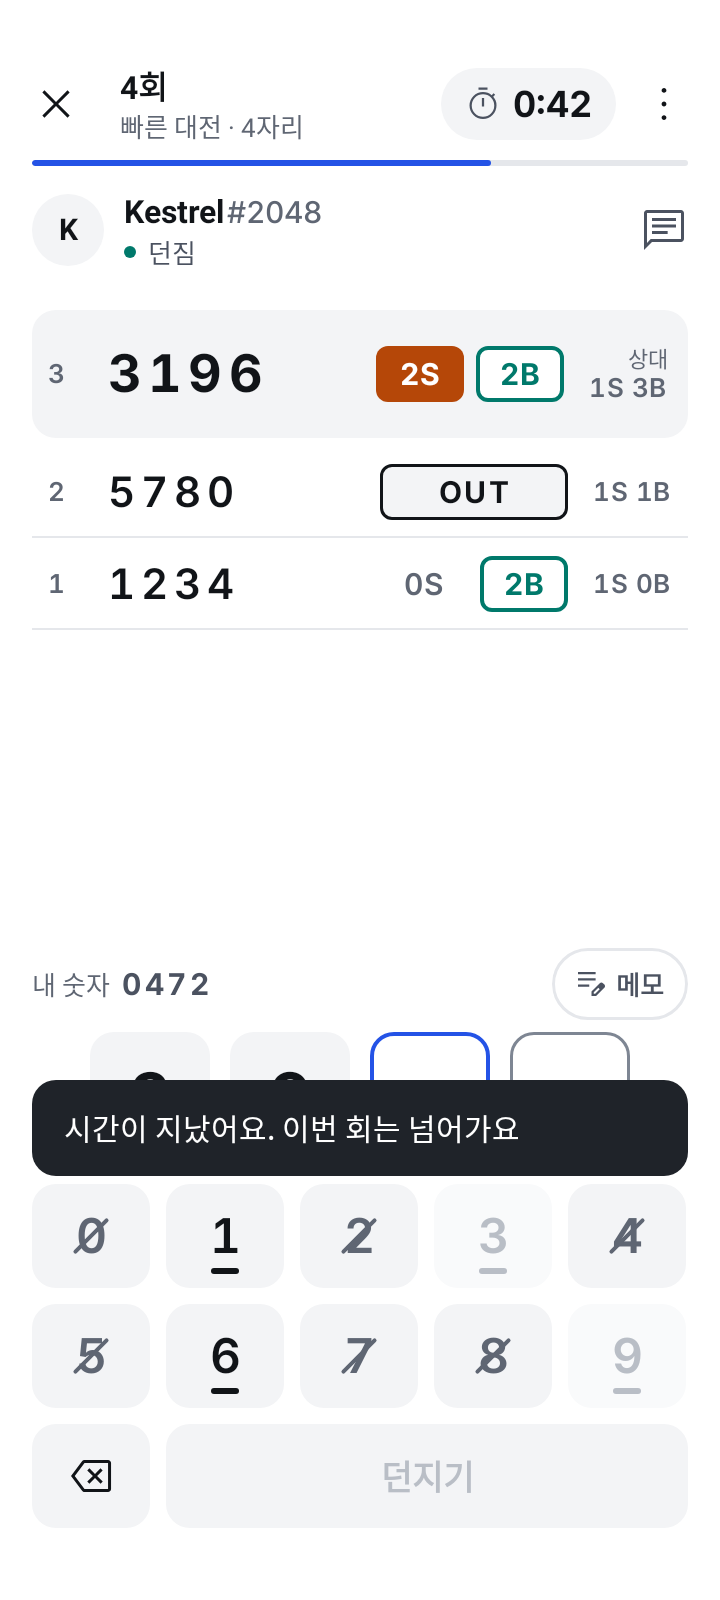 4회
빠른 대전 · 4자리
0:42
K
Kestrel#2048
던짐
3 3196 2S 2B 상대 1S 3B
2 5780 OUT 1S 1B
1 1234 0S 2B 1S 0B
내 숫자 0472
메모
시간이 지났어요. 이번 회는 넘어가요
0 1 2 3 4
5 6 7 8 9
던지기